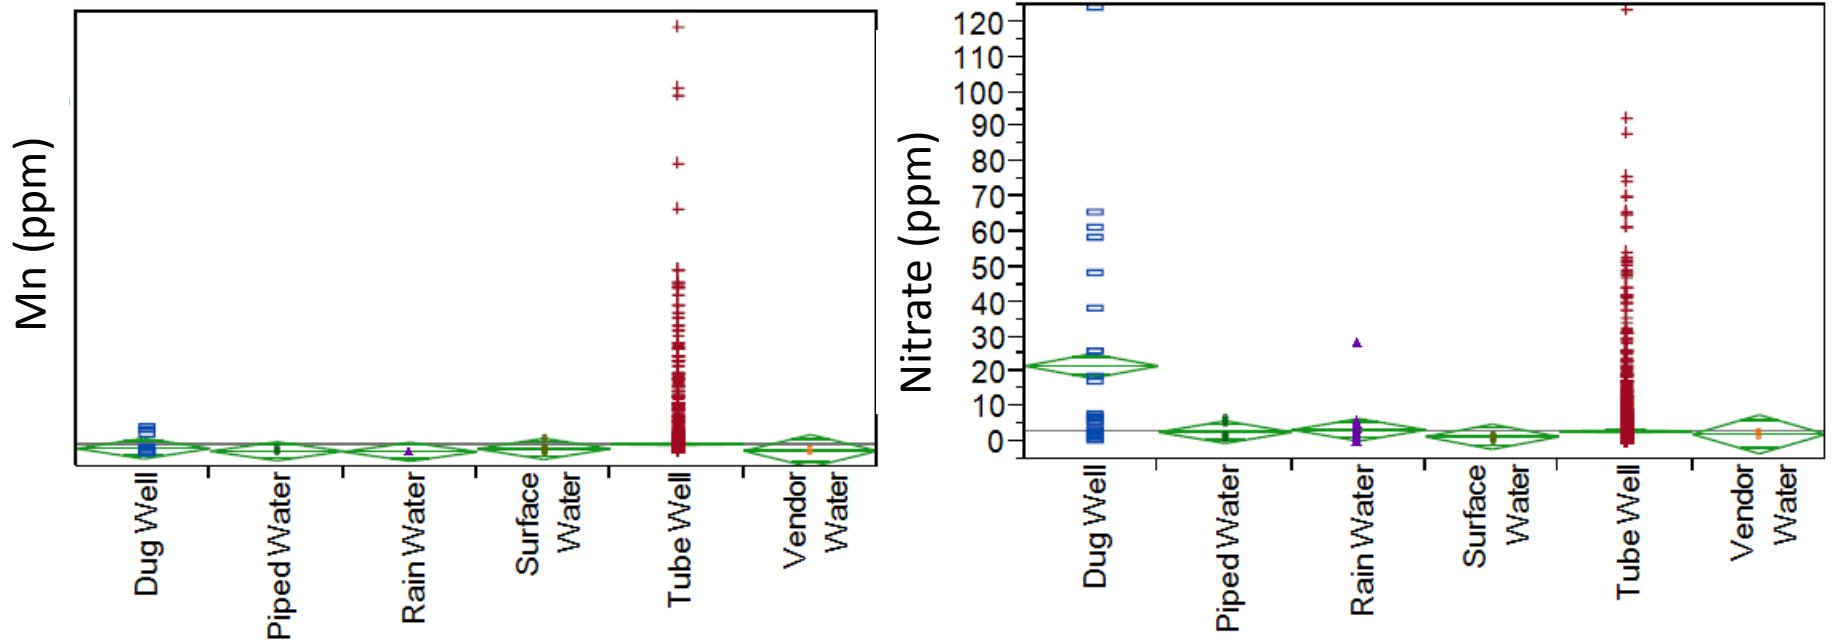 Mn (ppm)
Dug Well
Piped Water
Rain Water
Surface
Water
Tube Well
Vendor
Water
Nitrate (ppm)
120
110
100
90
80
70
60
50
40
30
20
10
0
Dug Well
Piped Water
Rain Water
Surface
Water
Tube Well
Vendor
Water